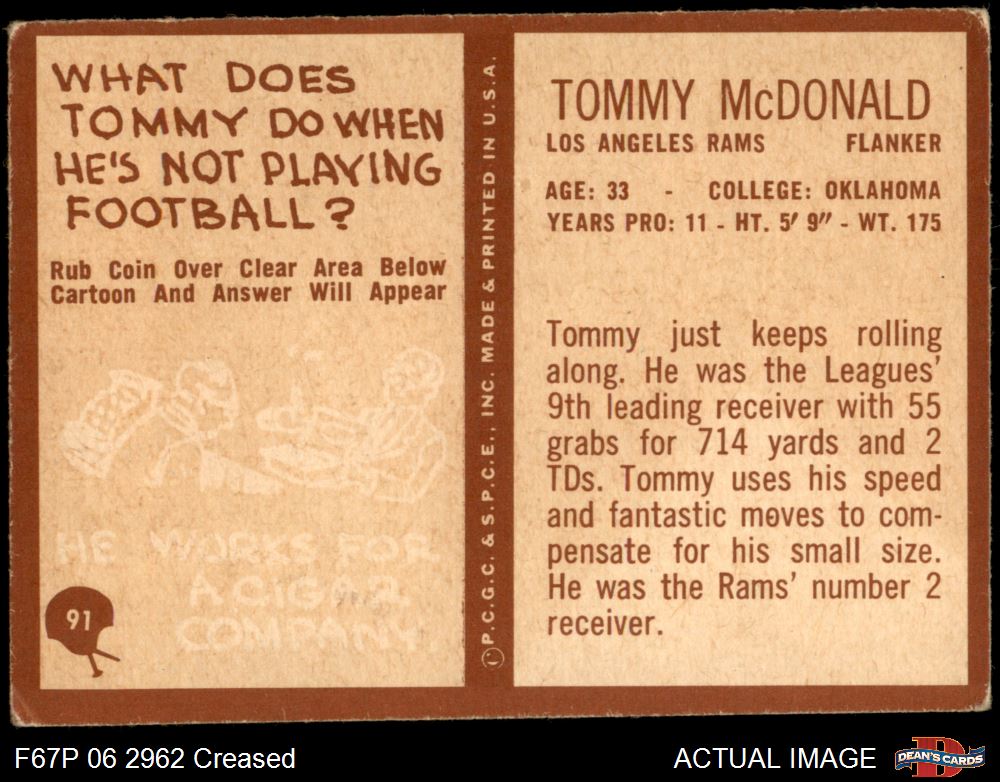 WHAT DOES
TOMMY DO WHEN
HE'S NOT PLAYING
FOOTBALL?
Rub Coin Over Clear Area Below
Cartoon And Answer Will Appear
HE WORKS FOR
A CIGAR
COMPANY.
91
©P.C.G.C. & S.P.C.E., INC. MADE & PRINTED IN U.S.A.
TOMMY McDONALD
LOS ANGELES RAMS FLANKER
AGE: 33 - COLLEGE: OKLAHOMA
YEARS PRO: 11 - HT. 5' 9" - WT. 175
Tommy just keeps rolling
along. He was the Leagues'
9th leading receiver with 55
grabs for 714 yards and 2
TDs. Tommy uses his speed
and fantastic moves to com-
pensate for his small size.
He was the Rams' number 2
receiver.
F67P 06 2962 Creased
ACTUAL IMAGE
DEAN'S CARDS